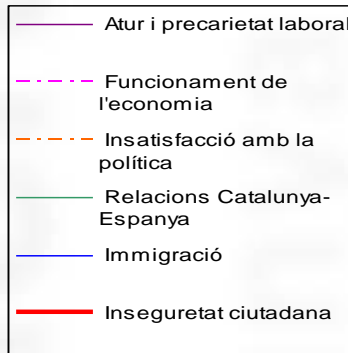 Atur i precarietat laboral
Funcionament de
l'economia
Insatisfacció amb la
política
Relacions Catalunya-
Espanya
Immigració
Inseguretat ciutadana